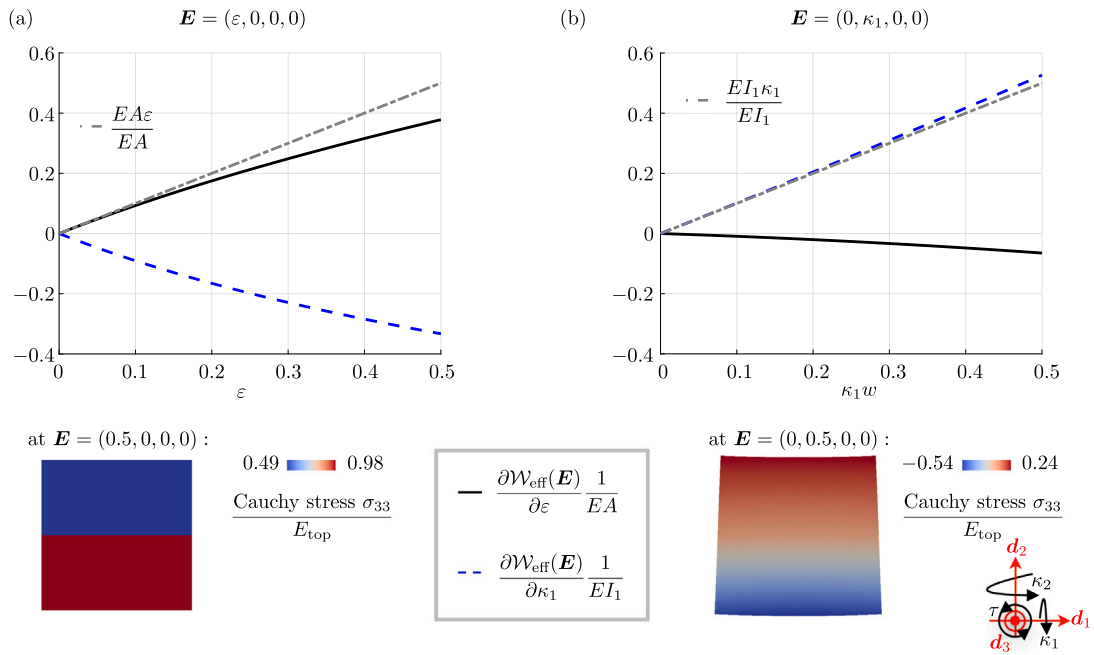 (a) E = (ε, 0, 0, 0)
0.6
0.4
0.2
0
−0.2
−0.4
EAε
EA
0 0.1 0.2 0.3 0.4 0.5
ε
(b) E = (0, κ₁, 0, 0)
0.6
0.4
0.2
0
−0.2
−0.4
EI₁κ₁
EI₁
0 0.1 0.2 0.3 0.4 0.5
κ₁w
at E = (0.5, 0, 0, 0) :
0.49 0.98
Cauchy stress σ₃₃
E_top
∂W_eff(E) 1
∂ε EA
∂W_eff(E) 1
∂κ₁ EI₁
at E = (0, 0.5, 0, 0) :
−0.54 0.24
Cauchy stress σ₃₃
E_top
d₂
κ₂
τ
d₁
d₃
κ₁